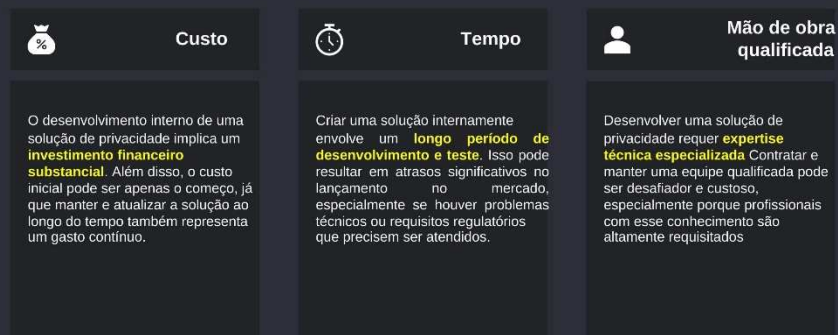 Custo
O desenvolvimento interno de uma
solução de privacidade implica um
investimento financeiro
substancial. Além disso, o custo
inicial pode ser apenas o começo, já
que manter e atualizar a solução ao
longo do tempo também representa
um gasto contínuo.
Tempo
Criar uma solução internamente
envolve um longo período de
desenvolvimento e teste. Isso pode
resultar em atrasos significativos no
lançamento no mercado,
especialmente se houver problemas
técnicos ou requisitos regulatórios
que precisem ser atendidos.
Mão de obra
qualificada
Desenvolver uma solução de
privacidade requer expertise
técnica especializada Contratar e
manter uma equipe qualificada pode
ser desafiador e custoso,
especialmente porque profissionais
com esse conhecimento são
altamente requisitados